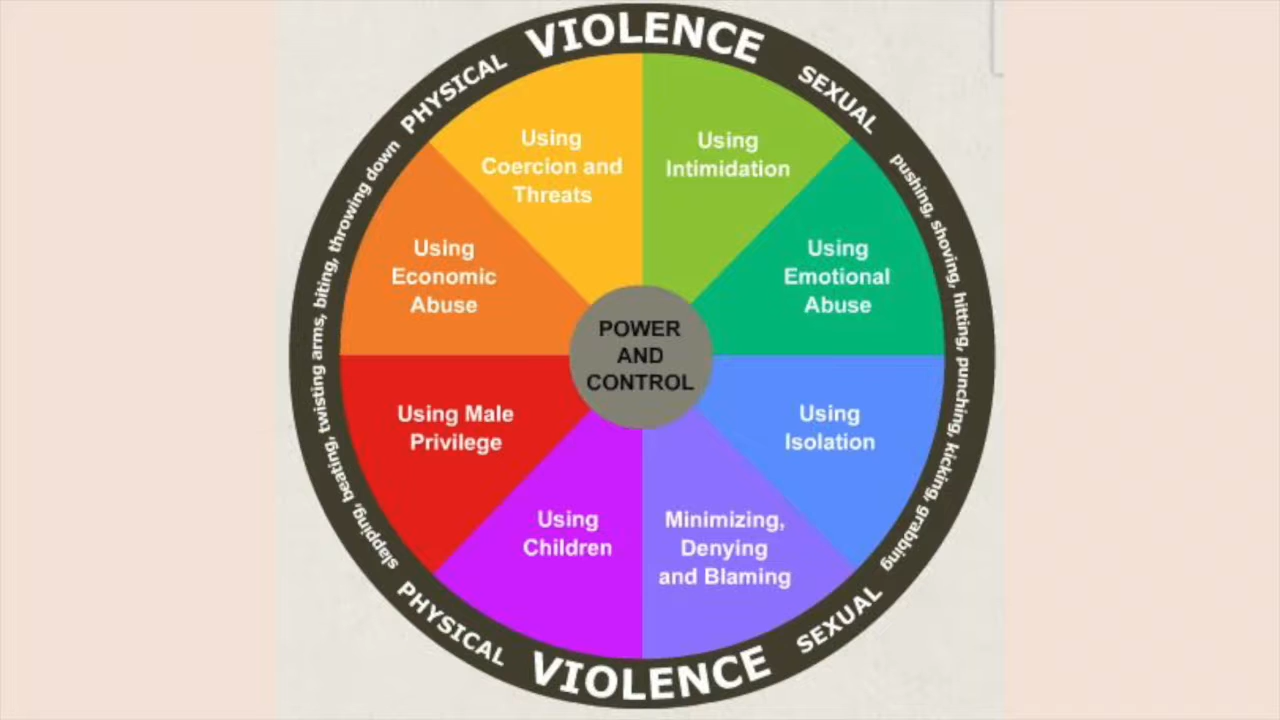 PHYSICAL VIOLENCE SEXUAL
pushing, shoving, hitting, punching, kicking, grabbing
slapping, beating, twisting arms, biting, throwing down
Using
Coercion and
Threats
Using
Intimidation
Using
Economic
Abuse
Using
Emotional
Abuse
POWER
AND
CONTROL
Using Male
Privilege
Using
Isolation
Using
Children
Minimizing,
Denying
and Blaming
PHYSICAL VIOLENCE SEXUAL